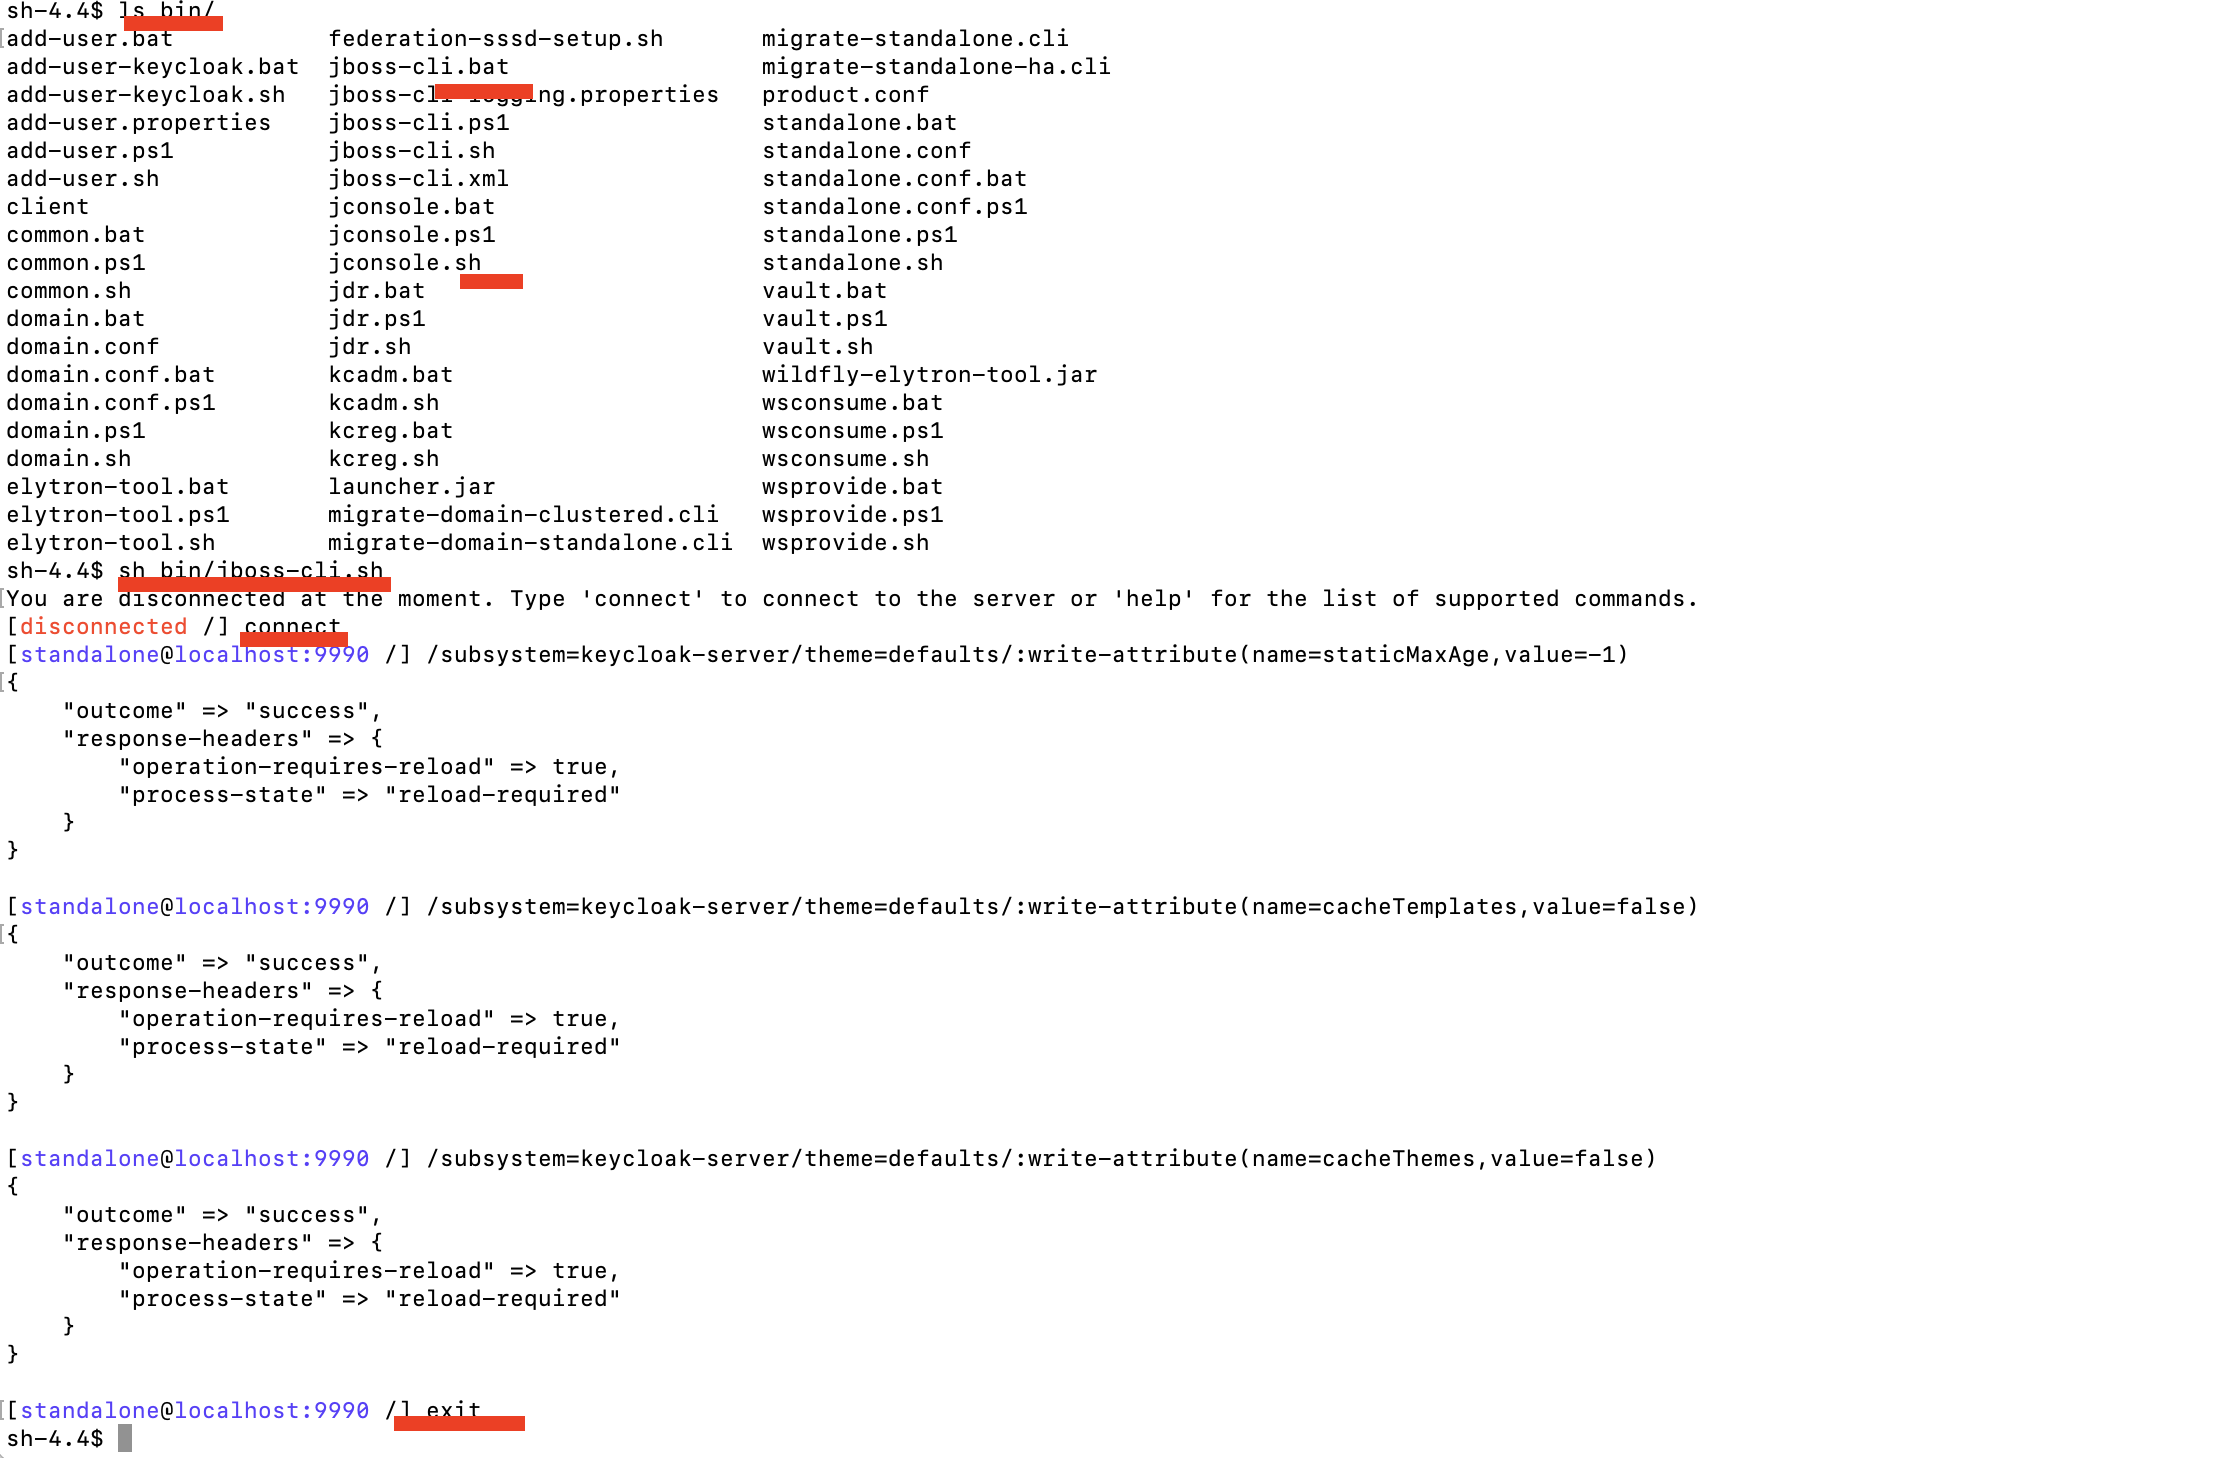 sh-4.4$ ls bin/
add-user.bat            federation-sssd-setup.sh       migrate-standalone.cli
add-user-keycloak.bat  jboss-cli.bat                  migrate-standalone-ha.cli
add-user-keycloak.sh   jboss-cli-logging.properties   product.conf
add-user.properties    jboss-cli.ps1                  standalone.bat
add-user.ps1           jboss-cli.sh                   standalone.conf
add-user.sh            jboss-cli.xml                  standalone.conf.bat
client                 jconsole.bat                   standalone.conf.ps1
common.bat             jconsole.ps1                   standalone.ps1
common.ps1             jconsole.sh                    standalone.sh
common.sh              jdr.bat                        vault.bat
domain.bat             jdr.ps1                        vault.ps1
domain.conf            jdr.sh                         vault.sh
domain.conf.bat        kcadm.bat                      wildfly-elytron-tool.jar
domain.conf.ps1        kcadm.sh                       wsconsume.bat
domain.ps1             kcreg.bat                      wsconsume.ps1
domain.sh              kcreg.sh                       wsconsume.sh
elytron-tool.bat       launcher.jar                   wsprovide.bat
elytron-tool.ps1       migrate-domain-clustered.cli   wsprovide.ps1
elytron-tool.sh        migrate-domain-standalone.cli  wsprovide.sh
sh-4.4$ sh bin/jboss-cli.sh
You are disconnected at the moment. Type 'connect' to connect to the server or 'help' for the list of supported commands.
[disconnected /] connect
[standalone@localhost:9990 /] /subsystem=keycloak-server/theme=defaults/:write-attribute(name=staticMaxAge,value=-1)
{
    "outcome" => "success",
    "response-headers" => {
        "operation-requires-reload" => true,
        "process-state" => "reload-required"
    }
}
[standalone@localhost:9990 /] /subsystem=keycloak-server/theme=defaults/:write-attribute(name=cacheTemplates,value=false)
{
    "outcome" => "success",
    "response-headers" => {
        "operation-requires-reload" => true,
        "process-state" => "reload-required"
    }
}
[standalone@localhost:9990 /] /subsystem=keycloak-server/theme=defaults/:write-attribute(name=cacheThemes,value=false)
{
    "outcome" => "success",
    "response-headers" => {
        "operation-requires-reload" => true,
        "process-state" => "reload-required"
    }
}
[standalone@localhost:9990 /] exit
sh-4.4$